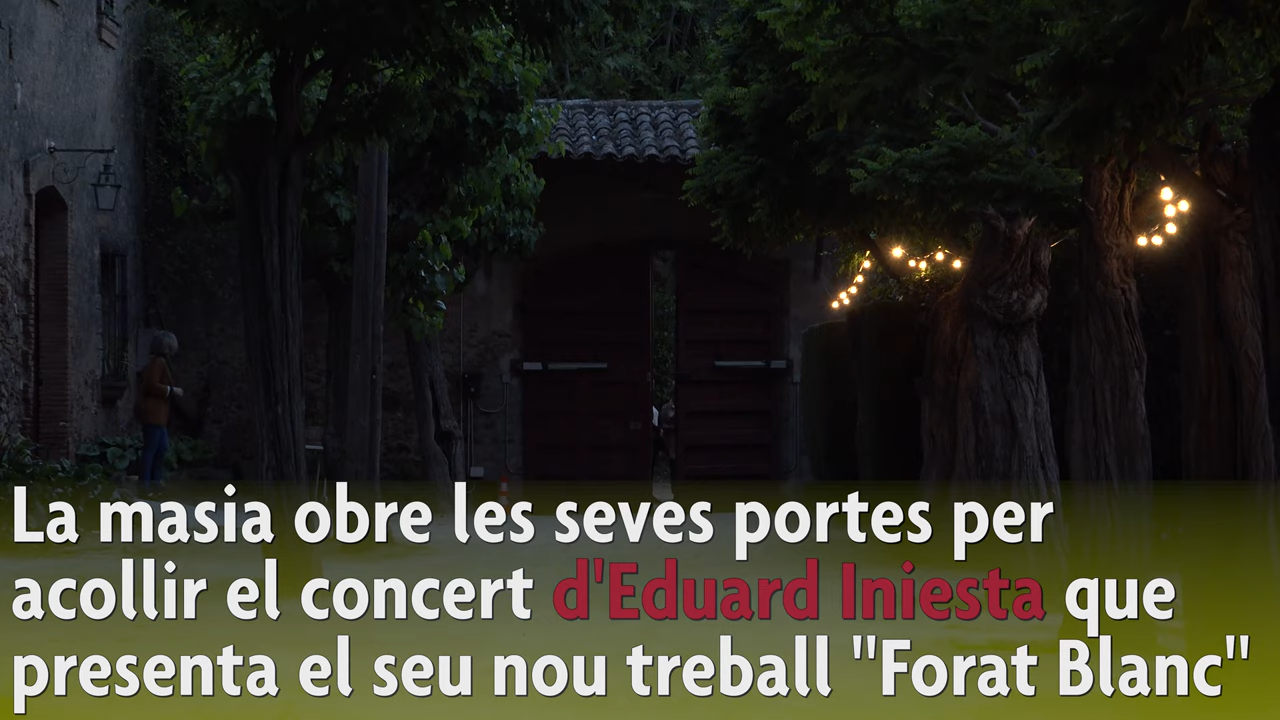 La masia obre les seves portes per
acollir el concert d'Eduard Iniesta que
presenta el seu nou treball "Forat Blanc"